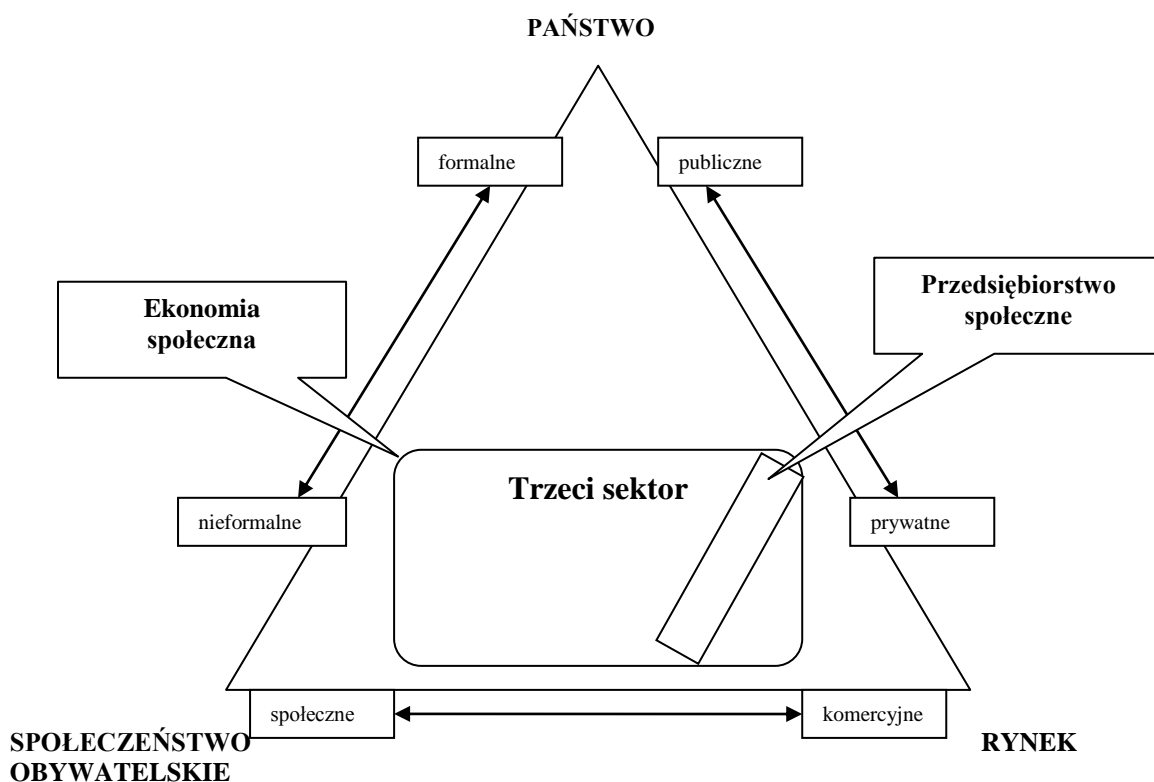 PAŃSTWO
formalne
publiczne
Ekonomia
społeczna
Przedsiębiorstwo
społeczne
Trzeci sektor
nieformalne
prywatne
społeczne
komercyjne
SPOŁECZEŃSTWO
OBYWATELSKIE
RYNEK